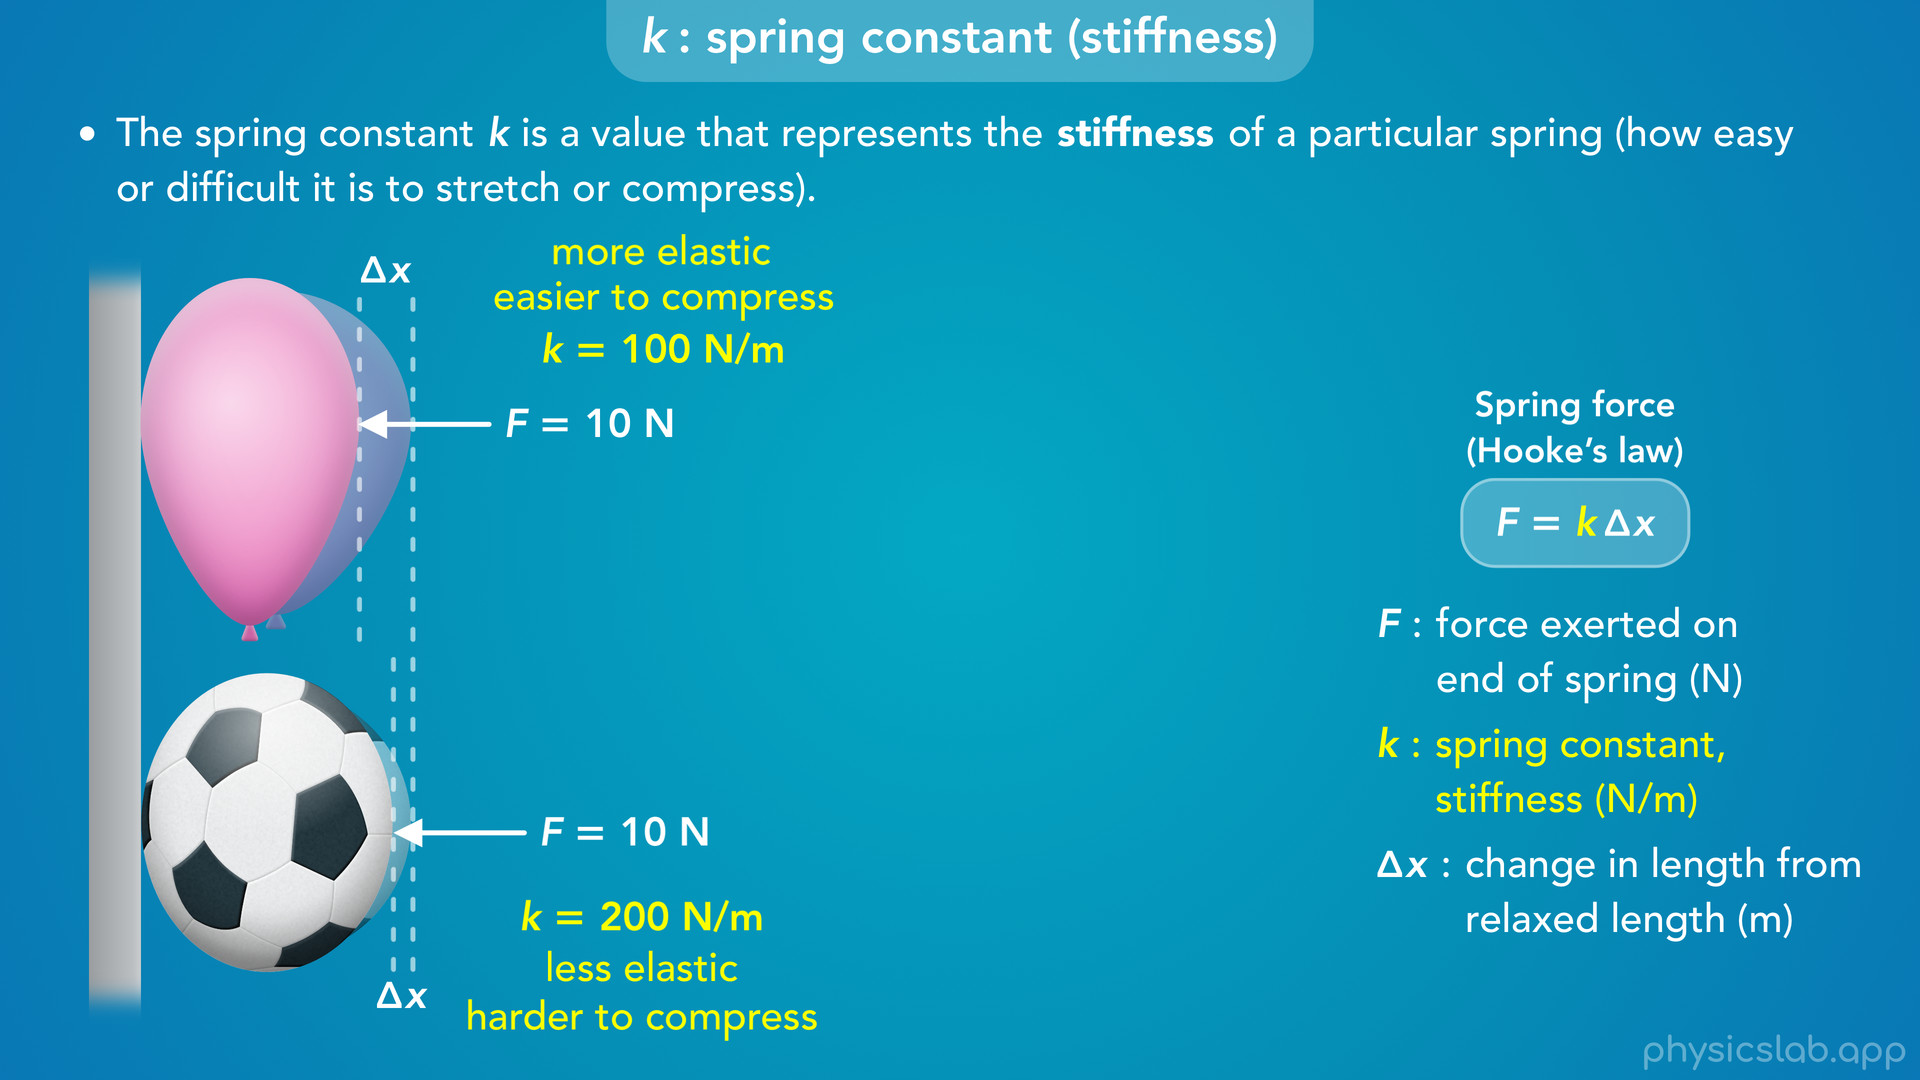 k : spring constant (stiffness)
• The spring constant k is a value that represents the stiffness of a particular spring (how easy
or difficult it is to stretch or compress).
Δx
more elastic
easier to compress
k = 100 N/m
F = 10 N
F = 10 N
k = 200 N/m
less elastic
harder to compress
Δx
Spring force
(Hooke’s law)
F = k Δx
F : force exerted on
end of spring (N)
k : spring constant,
stiffness (N/m)
Δx : change in length from
relaxed length (m)
physicslab.app